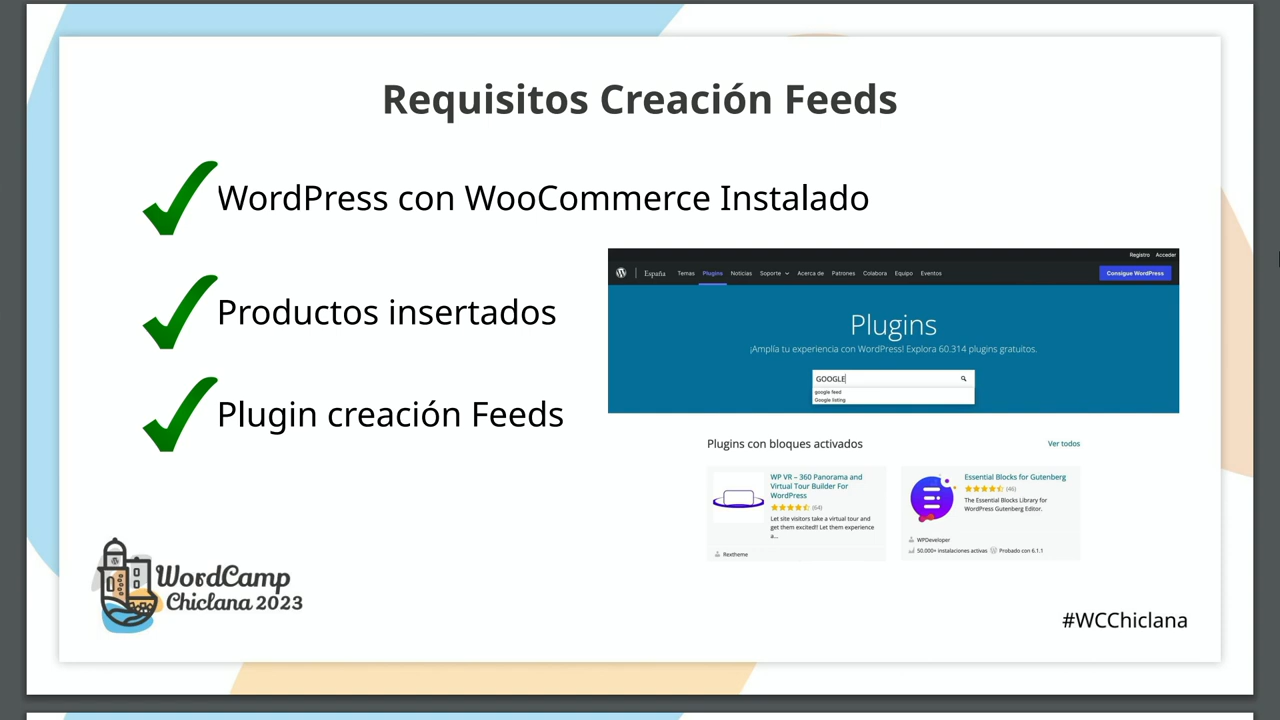 Requisitos Creación Feeds
WordPress con WooCommerce Instalado
Productos insertados
Plugin creación Feeds
Registro Acceder
España Temas Plugins Noticias Soporte Acerca de Patrones Colabora Equipo Eventos Consigue WordPress
Plugins
¡Amplía tu experiencia con WordPress! Explora 60.314 plugins gratuitos.
GOOGLE
google feed
Google listing
Plugins con bloques activados Ver todos
WP VR – 360 Panorama and
Virtual Tour Builder For
WordPress
(64)
Let site visitors take a virtual tour and
get them excited!! Let them experience
a...
Rextheme
Essential Blocks for Gutenberg
(46)
The Essential Blocks Library for
WordPress Gutenberg Editor.
WPDeveloper
50.000+ instalaciones activas Probado con 6.1.1
WordCamp
Chiclana 2023
#WCChiclana